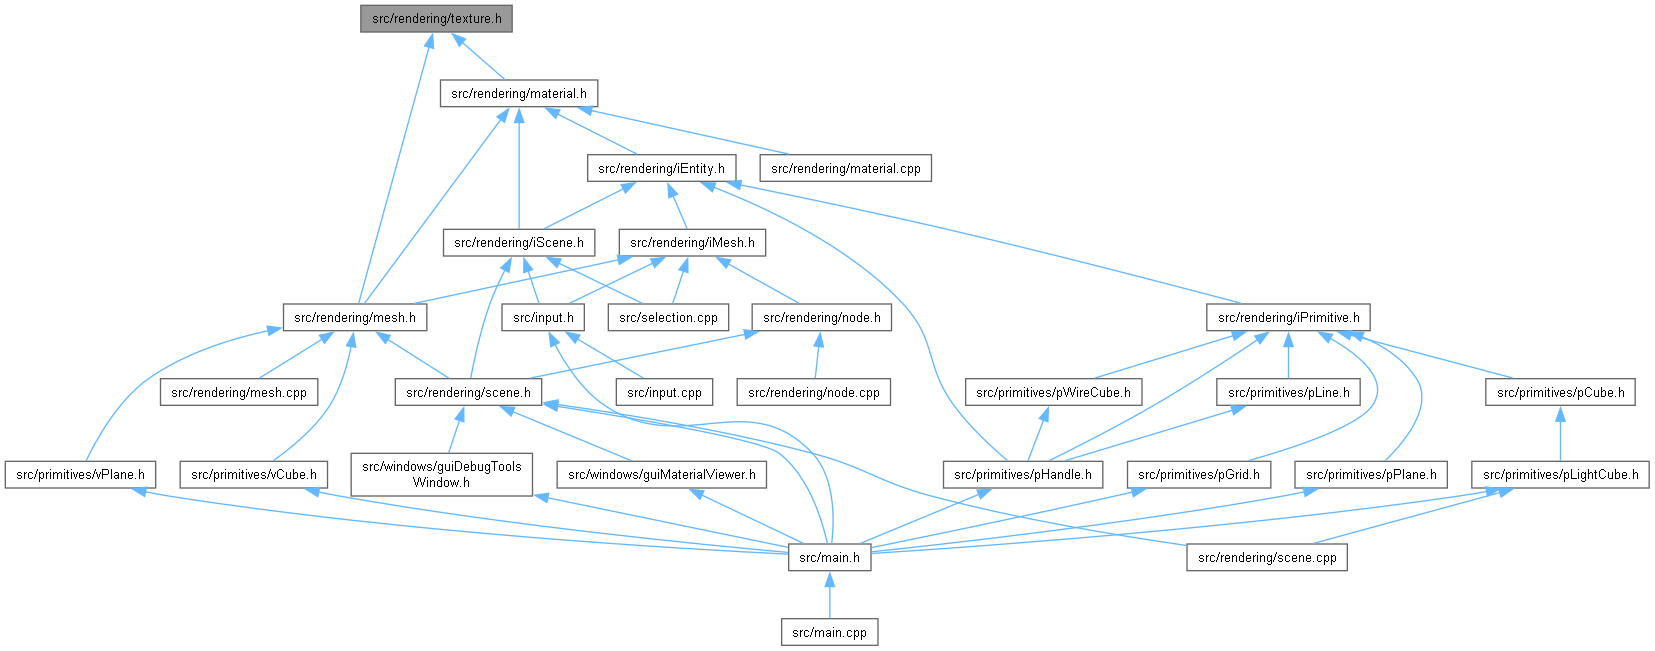 src/rendering/texture.h
src/rendering/material.h
src/rendering/iEntity.h
src/rendering/material.cpp
src/rendering/iScene.h
src/rendering/iMesh.h
src/rendering/mesh.h
src/input.h
src/selection.cpp
src/rendering/node.h
src/rendering/iPrimitive.h
src/rendering/mesh.cpp
src/rendering/scene.h
src/input.cpp
src/rendering/node.cpp
src/primitives/pWireCube.h
src/primitives/pLine.h
src/primitives/pCube.h
src/primitives/vPlane.h
src/primitives/vCube.h
src/windows/guiDebugTools
Window.h
src/windows/guiMaterialViewer.h
src/primitives/pHandle.h
src/primitives/pGrid.h
src/primitives/pPlane.h
src/primitives/pLightCube.h
src/main.h
src/rendering/scene.cpp
src/main.cpp